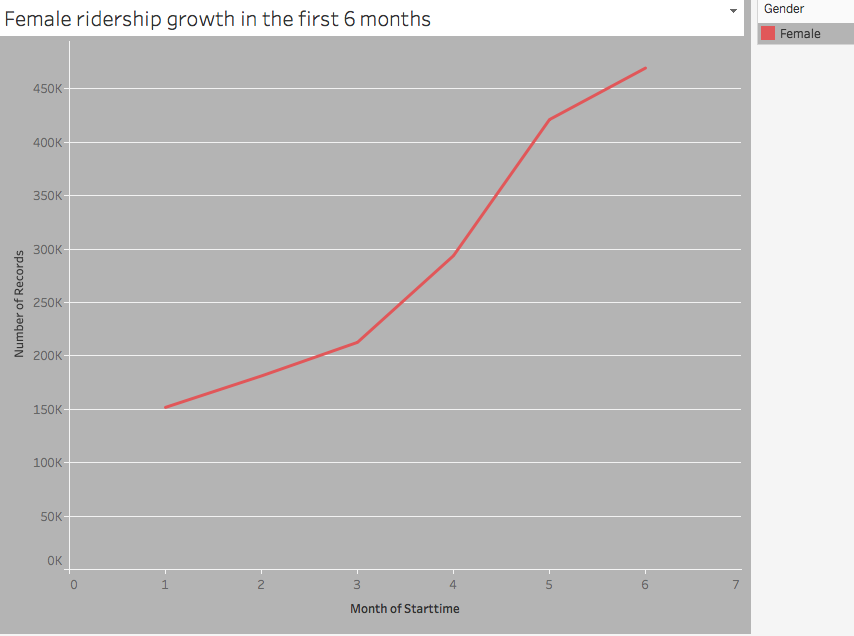 Female ridership growth in the first 6 months
Gender
Female
Number of Records
450K
400K
350K
300K
250K
200K
150K
100K
50K
0K
0 1 2 3 4 5 6 7
Month of Starttime